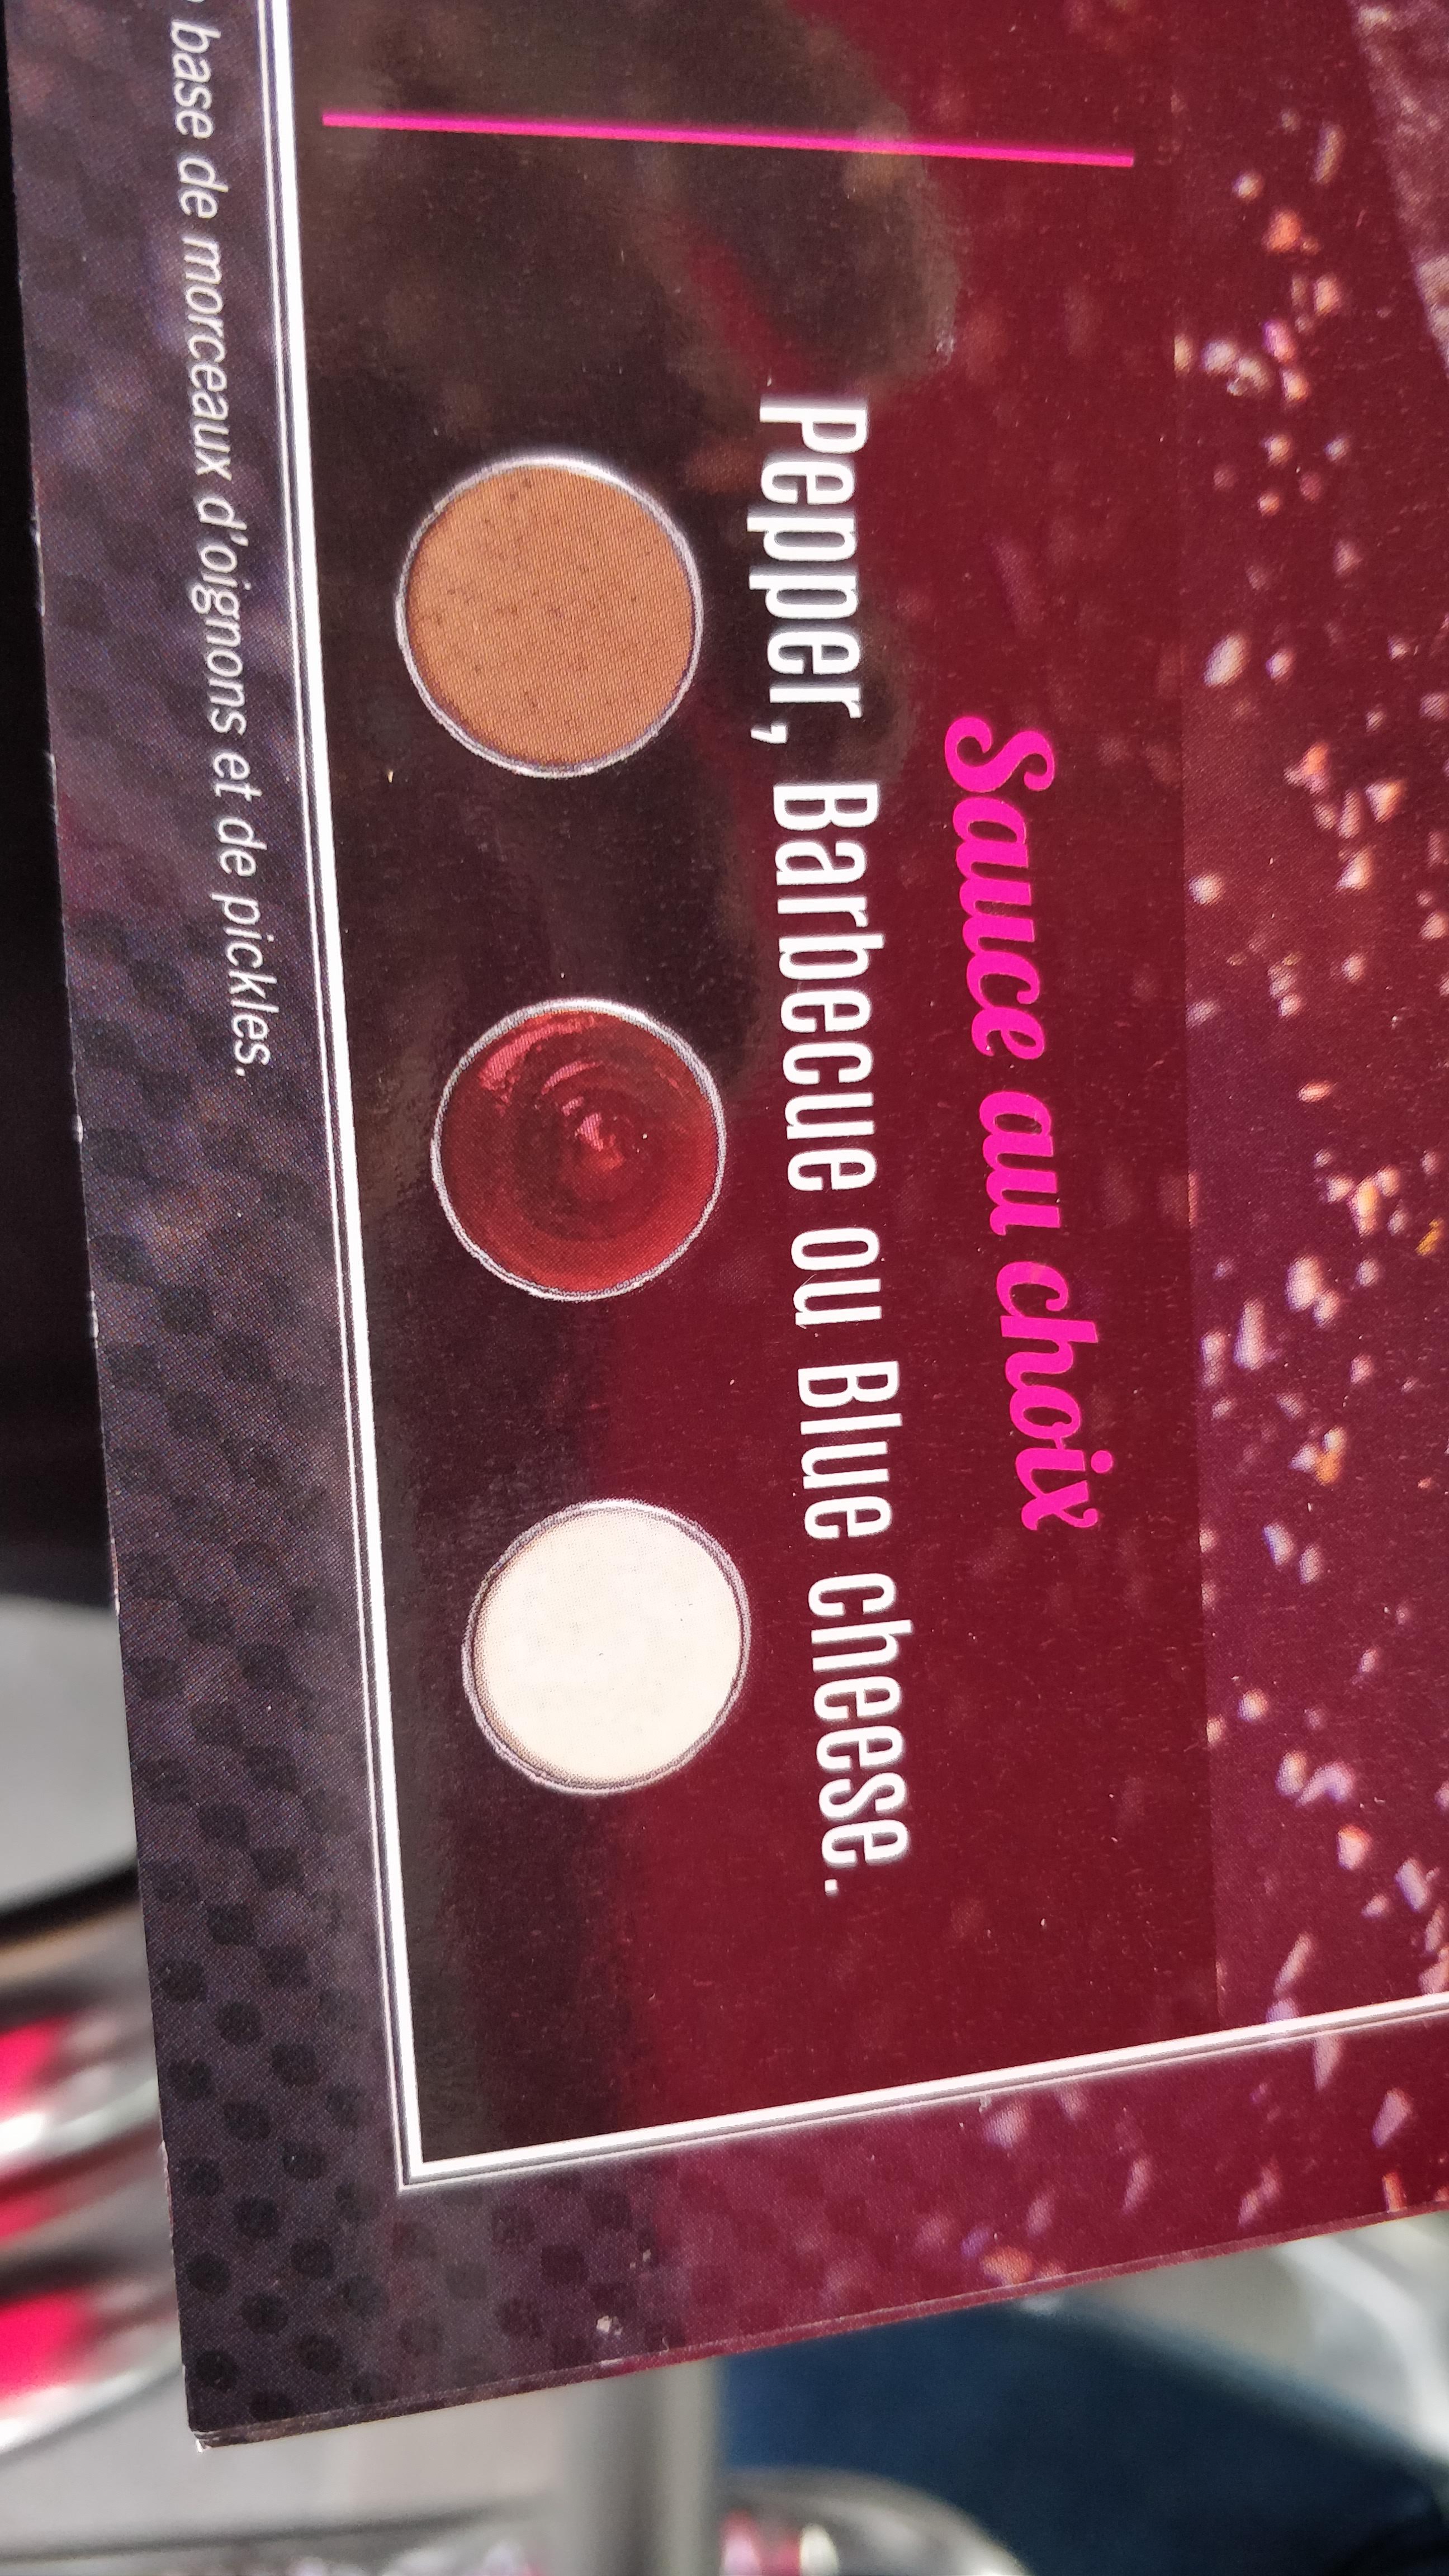 Sauce au choix
Pepper, Barbecue ou Blue cheese.
base de morceaux d'oignons et de pickles.